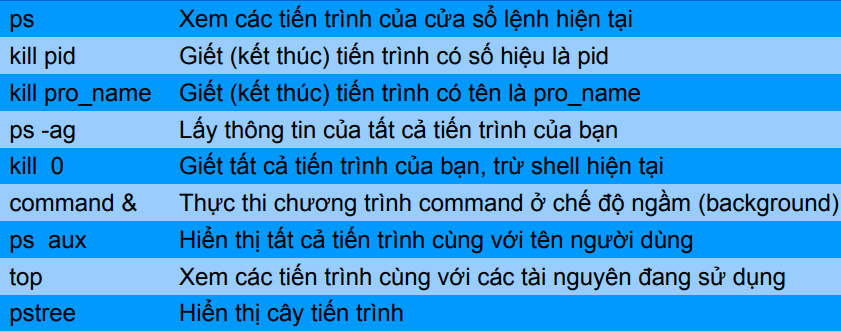 ps Xem các tiến trình của cửa sổ lệnh hiện tại
kill pid Giết (kết thúc) tiến trình có số hiệu là pid
kill pro_name Giết (kết thúc) tiến trình có tên là pro_name
ps -ag Lấy thông tin của tất cả tiến trình của bạn
kill 0 Giết tất cả tiến trình của bạn, trừ shell hiện tại
command & Thực thi chương trình command ở chế độ ngầm (background)
ps aux Hiển thị tất cả tiến trình cùng với tên người dùng
top Xem các tiến trình cùng với các tài nguyên đang sử dụng
pstree Hiển thị cây tiến trình